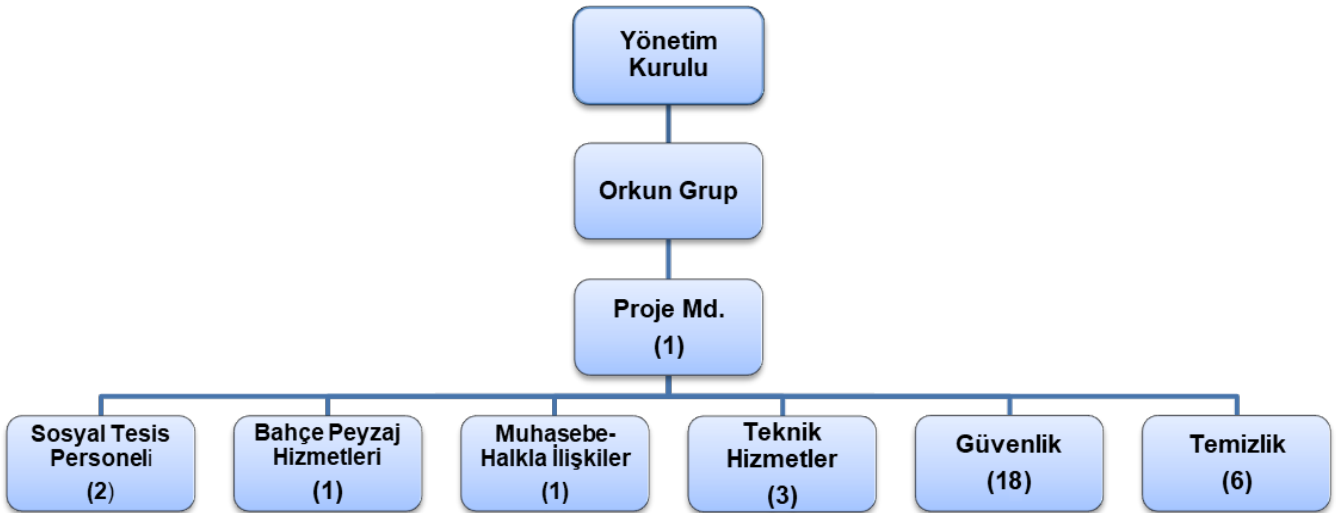 Yönetim
Kurulu
Orkun Grup
Proje Md.
(1)
Sosyal Tesis
Personeli
(2)
Bahçe Peyzaj
Hizmetleri
(1)
Muhasebe-
Halkla İlişkiler
(1)
Teknik
Hizmetler
(3)
Güvenlik
(18)
Temizlik
(6)